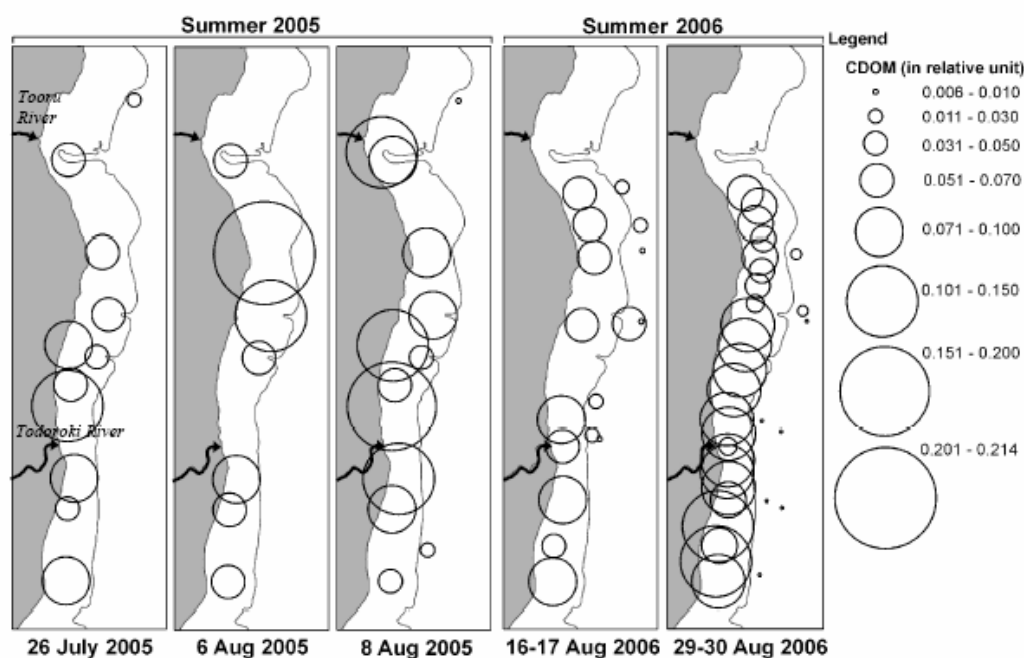 Summer 2005
Summer 2006
Legend
CDOM (in relative unit)
0.006 - 0.010
0.011 - 0.030
0.031 - 0.050
0.051 - 0.070
0.071 - 0.100
0.101 - 0.150
0.151 - 0.200
0.201 - 0.214
Tooru
River
Todoroki River
26 July 2005
6 Aug 2005
8 Aug 2005
16-17 Aug 2006
29-30 Aug 2006